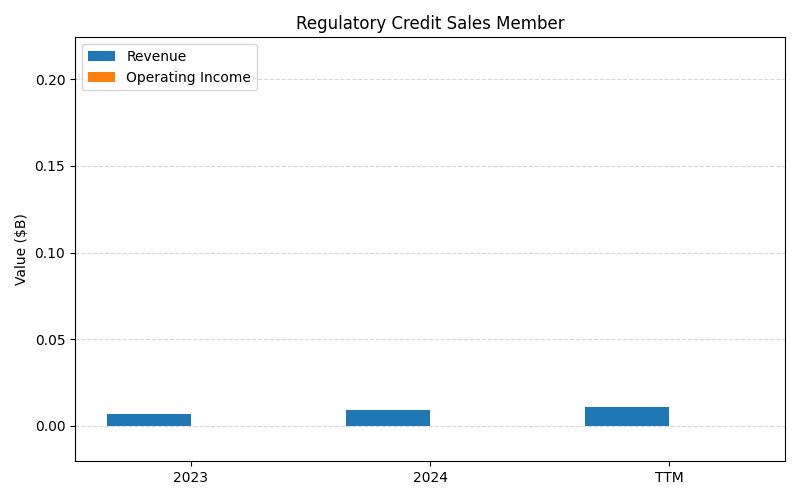 Regulatory Credit Sales Member
Revenue
Operating Income
Value ($B)
0.20
0.15
0.10
0.05
0.00
2023
2024
TTM